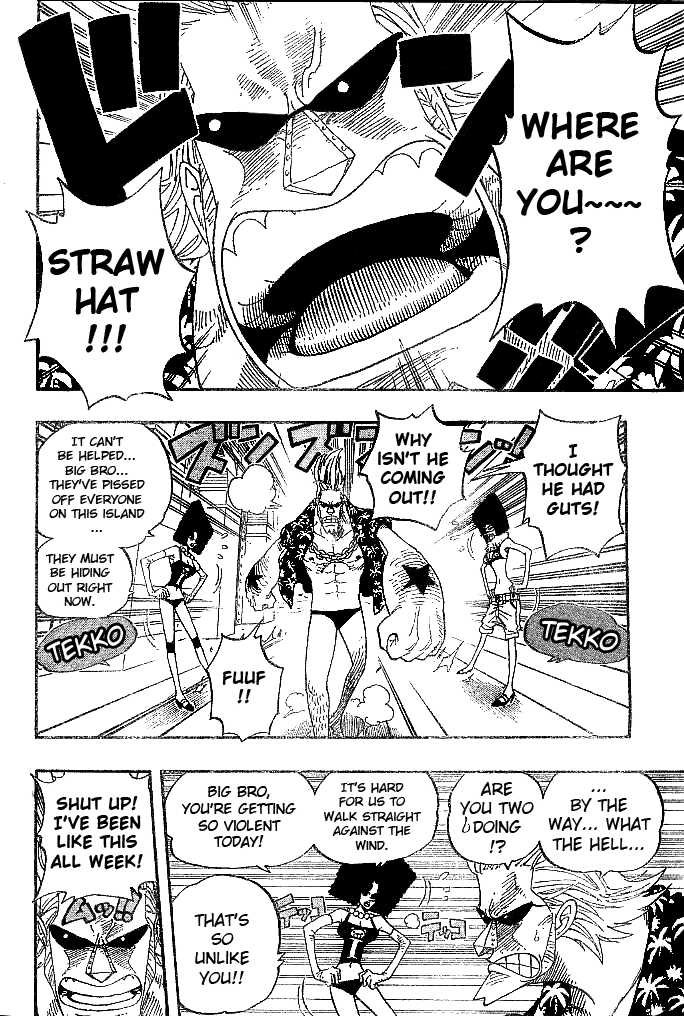 WHERE
ARE
YOU~~~
?
STRAW
HAT
!!!
ド
I
THOUGHT
HE HAD
GUTS!
WHY
ISN'T HE
COMING
OUT!!
IT CAN'T
BE HELPED...
BIG BRO...
THEY'VE PISSED
OFF EVERYONE
ON THIS ISLAND
...
THEY MUST
BE HIDING
OUT RIGHT
NOW.
TEKKO
TEKKO
FUUF
!!
...
BY THE
WAY... WHAT
THE HELL...
ARE
YOU TWO
DOING
!?
IT'S HARD
FOR US TO
WALK STRAIGHT
AGAINST THE
WIND.
BIG BRO,
YOU'RE GETTING
SO VIOLENT
TODAY!
THAT'S
SO
UNLIKE
YOU!!
SHUT UP!
I'VE BEEN
LIKE THIS
ALL WEEK!